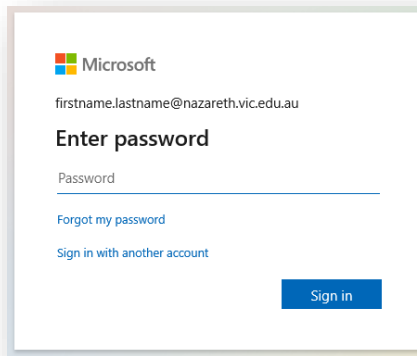 Microsoft
firstname.lastname@nazareth.vic.edu.au
Enter password
Password
Forgot my password
Sign in with another account
Sign in